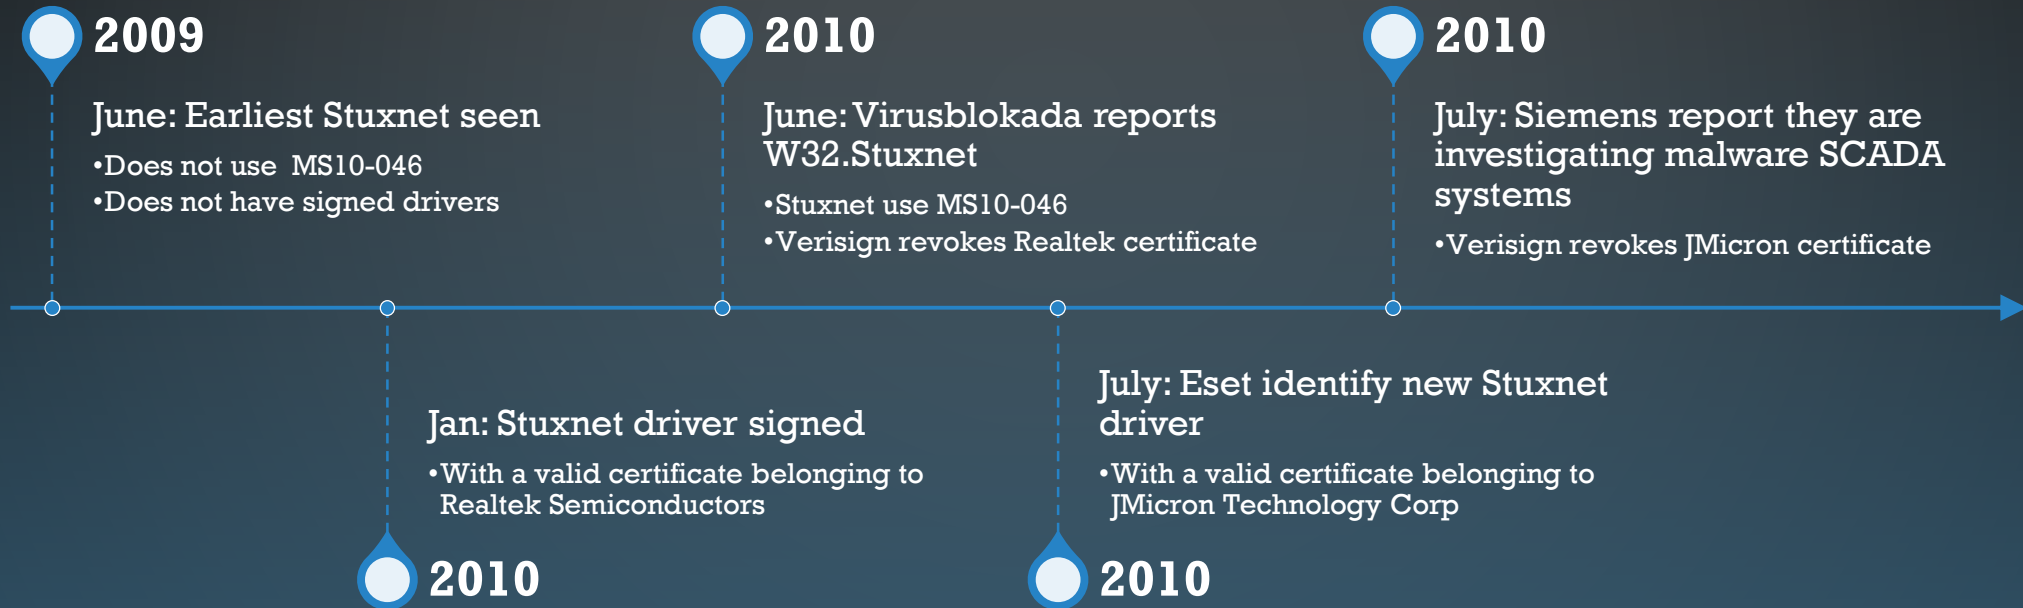 2009
June: Earliest Stuxnet seen
•Does not use  MS10-046
•Does not have signed drivers
Jan: Stuxnet driver signed
•With a valid certificate belonging to
Realtek Semiconductors
2010
2010
June: Virusblokada reports
W32.Stuxnet
•Stuxnet use MS10-046
•Verisign revokes Realtek certificate
July: Eset identify new Stuxnet
driver
•With a valid certificate belonging to
JMicron Technology Corp
2010
2010
July: Siemens report they are
investigating malware SCADA
systems
•Verisign revokes JMicron certificate